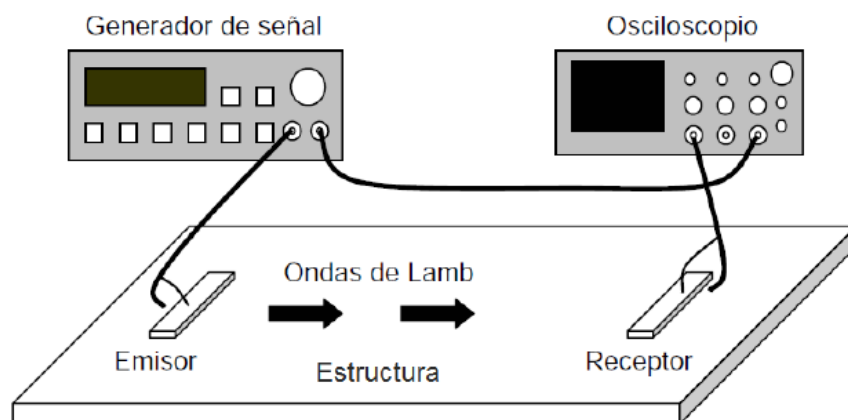 Generador de señal
Osciloscopio
Ondas de Lamb
Emisor
Estructura
Receptor